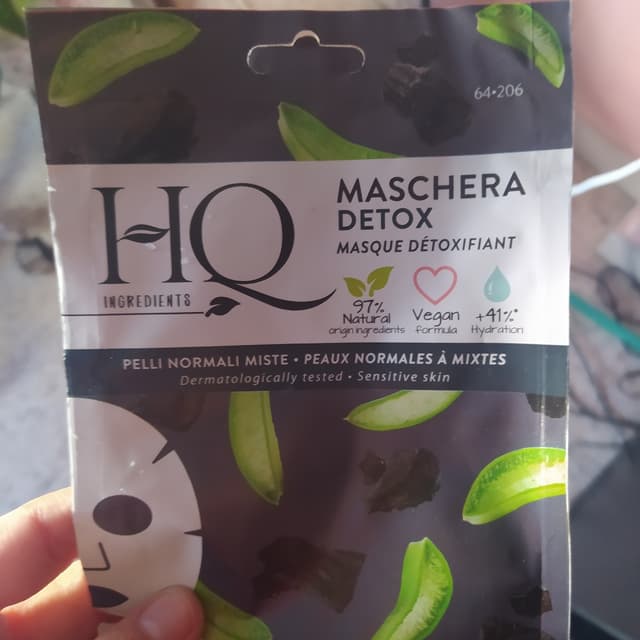 64•206
HQ
INGREDIENTS
MASCHERA
DETOX
MASQUE DÉTOXIFIANT
97%
Natural
origin ingredients
Vegan
formula
+41%*
Hydration
PELLI NORMALI MISTE • PEAUX NORMALES À MIXTES
Dermatologically tested • Sensitive skin